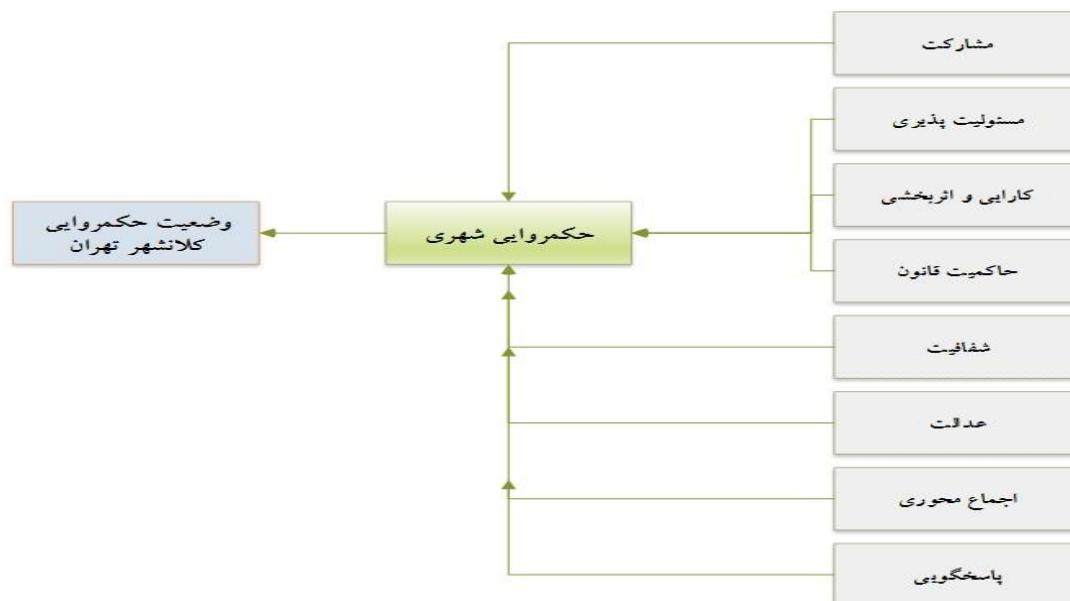 مشارکت
مسئولیت پذیری
کارایی و اثربخشی
حاکمیت قانون
شفافیت
عدالت
اجماع محوری
پاسخگویی
حکمروایی شهری
وضعیت حکمروایی
کلانشهر تهران